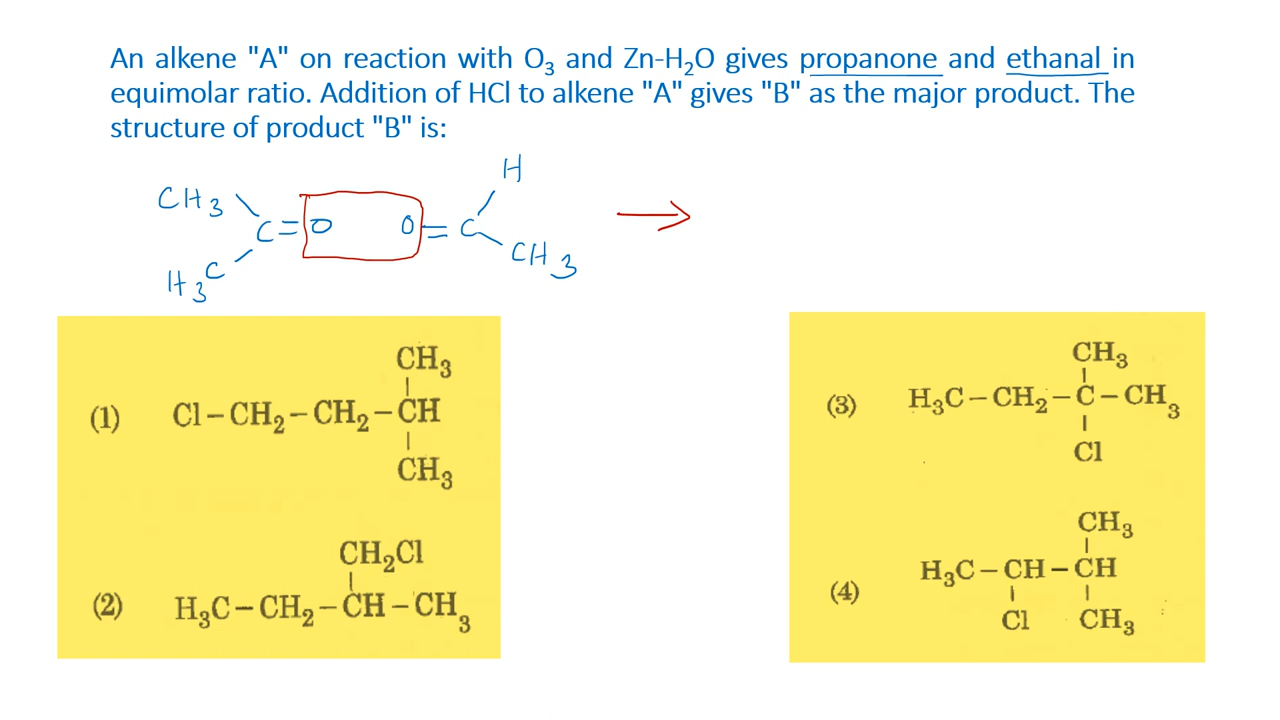 An alkene "A" on reaction with O₃ and Zn-H₂O gives propanone and ethanal in
equimolar ratio. Addition of HCl to alkene "A" gives "B" as the major product. The
structure of product "B" is:
H
CH₃
C=O O=C
CH₃
H₃C
(1) Cl–CH₂–CH₂–CH
CH₃
CH₃
(2) H₃C–CH₂–CH–CH₃
CH₂Cl
(3) H₃C–CH₂–C–CH₃
CH₃
Cl
(4) H₃C–CH–CH
CH₃
Cl CH₃